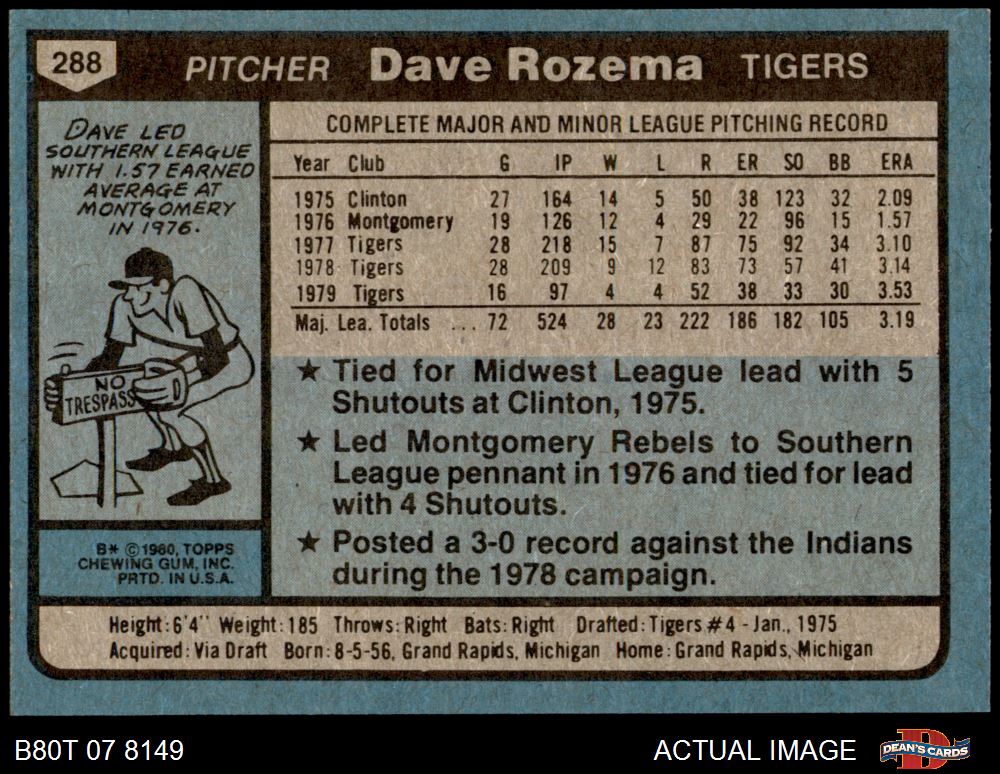 288 PITCHER Dave Rozema TIGERS
DAVE LED
SOUTHERN LEAGUE
WITH 1.57 EARNED
AVERAGE AT
MONTGOMERY
IN 1976.
NO
TRESPASS
B* © 1980, TOPPS
CHEWING GUM, INC.
PRTD. IN U.S.A.
COMPLETE MAJOR AND MINOR LEAGUE PITCHING RECORD
Year Club G IP W L R ER SO BB ERA
1975 Clinton 27 164 14 5 50 38 123 32 2.09
1976 Montgomery 19 126 12 4 29 22 96 15 1.57
1977 Tigers 28 218 15 7 87 75 92 34 3.10
1978 Tigers 28 209 9 12 83 73 57 41 3.14
1979 Tigers 16 97 4 4 52 38 33 30 3.53
Maj. Lea. Totals ... 72 524 28 23 222 186 182 105 3.19
★ Tied for Midwest League lead with 5
Shutouts at Clinton, 1975.
★ Led Montgomery Rebels to Southern
League pennant in 1976 and tied for lead
with 4 Shutouts.
★ Posted a 3-0 record against the Indians
during the 1978 campaign.
Height: 6'4" Weight: 185 Throws: Right Bats: Right Drafted: Tigers #4 - Jan., 1975
Acquired: Via Draft Born: 8-5-56, Grand Rapids, Michigan Home: Grand Rapids, Michigan
B80T 07 8149 ACTUAL IMAGE DEAN'S CARDS